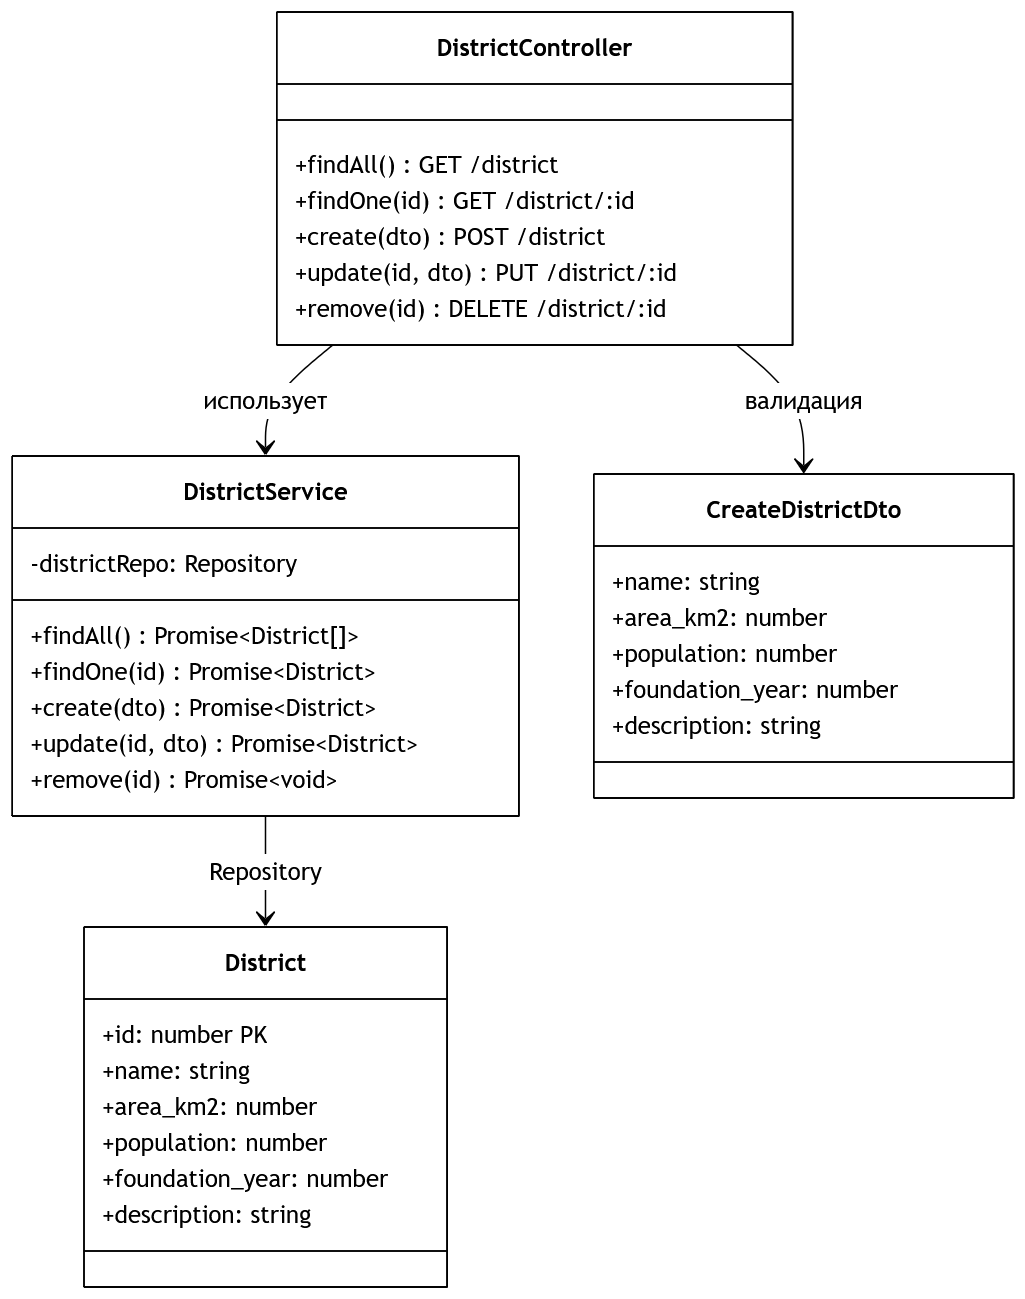 DistrictController
+findAll() : GET /district
+findOne(id) : GET /district/:id
+create(dto) : POST /district
+update(id, dto) : PUT /district/:id
+remove(id) : DELETE /district/:id
использует
валидация
DistrictService
-districtRepo: Repository
+findAll() : Promise<District[]>
+findOne(id) : Promise<District>
+create(dto) : Promise<District>
+update(id, dto) : Promise<District>
+remove(id) : Promise<void>
CreateDistrictDto
+name: string
+area_km2: number
+population: number
+foundation_year: number
+description: string
Repository
District
+id: number PK
+name: string
+area_km2: number
+population: number
+foundation_year: number
+description: string